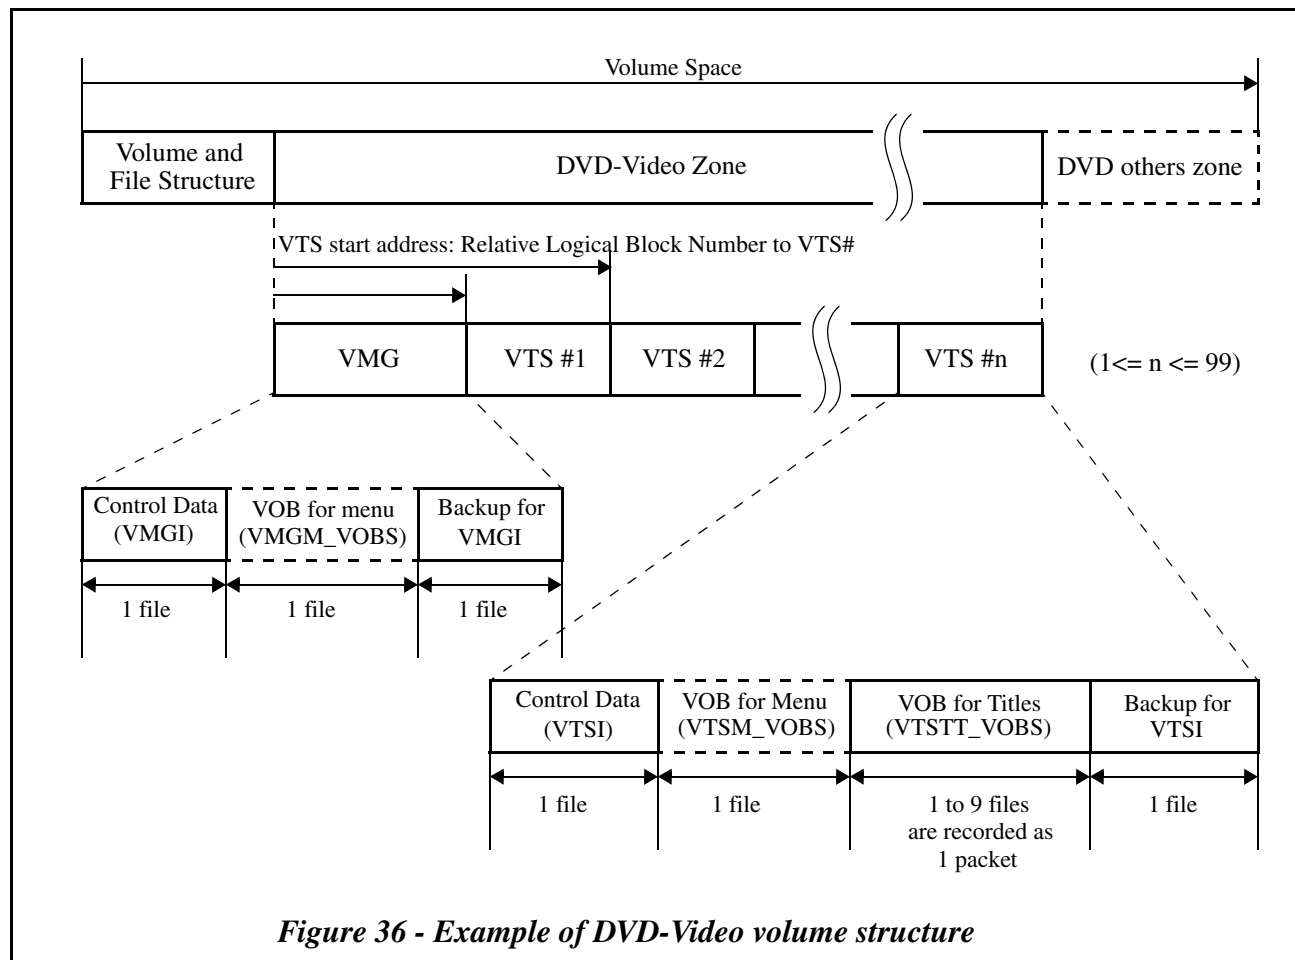 Volume Space
Volume and
File Structure
DVD-Video Zone
DVD others zone
VTS start address: Relative Logical Block Number to VTS#
VMG
VTS #1
VTS #2
VTS #n
(1<= n <= 99)
Control Data
(VMGI)
VOB for menu
(VMGM_VOBS)
Backup for
VMGI
1 file
1 file
1 file
Control Data
(VTSI)
VOB for Menu
(VTSM_VOBS)
VOB for Titles
(VTSTT_VOBS)
Backup for
VTSI
1 file
1 file
1 to 9 files
are recorded as
1 packet
1 file
Figure 36 - Example of DVD-Video volume structure